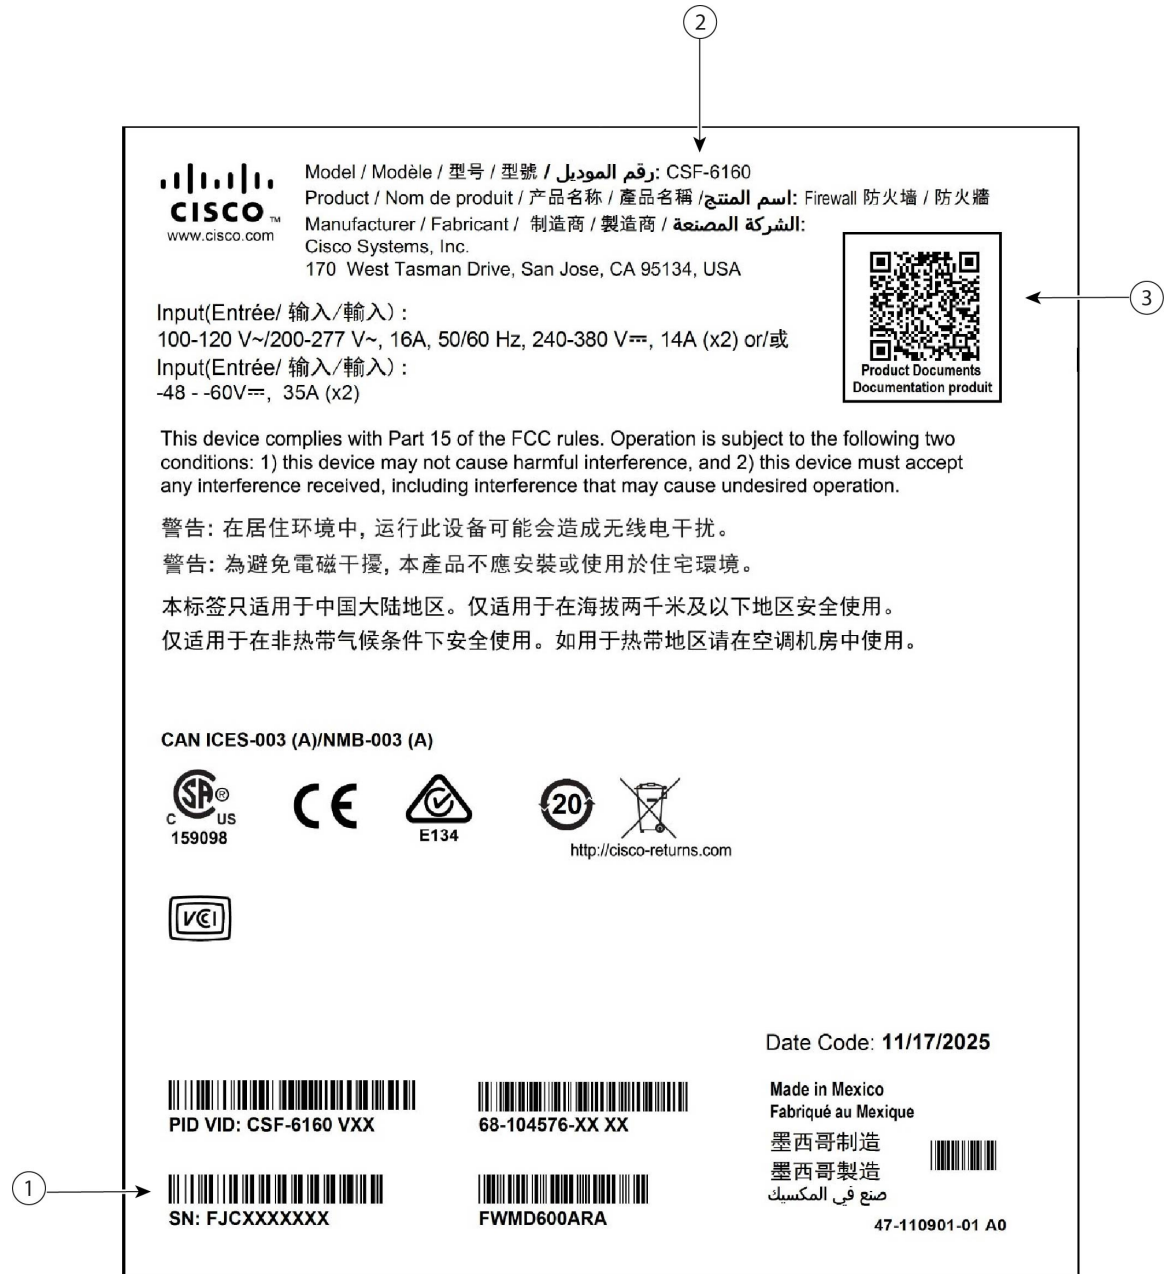 2
CISCO TM
www.cisco.com
Model / Modèle / 型号 / 型號 / رقم الموديل: CSF-6160
Product / Nom de produit / 产品名称 / 產品名稱 /اسم المنتج: Firewall 防火墙 / 防火牆
Manufacturer / Fabricant / 制造商 / 製造商 / الشركة المصنعة:
Cisco Systems, Inc.
170 West Tasman Drive, San Jose, CA 95134, USA
3
Product Documents
Documentation produit
Input(Entrée/ 输入/輸入) :
100-120 V~/200-277 V~, 16A, 50/60 Hz, 240-380 V⎓, 14A (x2) or/或
Input(Entrée/ 输入/輸入) :
-48 - -60V⎓, 35A (x2)
This device complies with Part 15 of the FCC rules. Operation is subject to the following two
conditions: 1) this device may not cause harmful interference, and 2) this device must accept
any interference received, including interference that may cause undesired operation.
警告: 在居住环境中, 运行此设备可能会造成无线电干扰。
警告: 為避免電磁干擾, 本產品不應安裝或使用於住宅環境。
本标签只适用于中国大陆地区。仅适用于在海拔两千米及以下地区安全使用。
仅适用于在非热带气候条件下安全使用。如用于热带地区请在空调机房中使用。
CAN ICES-003 (A)/NMB-003 (A)
SA ®
C US
159098
CE
E134
20
http://cisco-returns.com
VCI
Date Code: 11/17/2025
PID VID: CSF-6160 VXX
68-104576-XX XX
Made in Mexico
Fabriqué au Mexique
墨西哥制造
墨西哥製造
صنع في المكسيك
1
SN: FJCXXXXXXX
FWMD600ARA
47-110901-01 A0